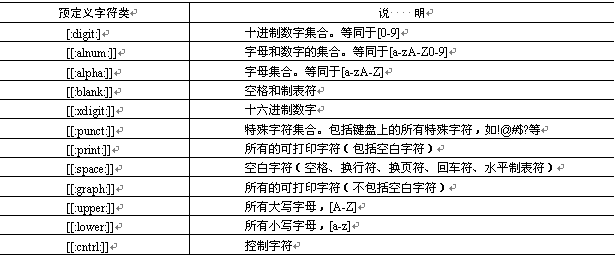 预定义字符类 说····明
[:digit:] 十进制数字集合。等同于[0-9]
[[:alnum:]] 字母和数字的集合。等同于[a-zA-Z0-9]
[[:alpha:]] 字母集合。等同于[a-zA-Z]
[[:blank:]] 空格和制表符
[[:xdigit:]] 十六进制数字
[[:punct:]] 特殊字符集合。包括键盘上的所有特殊字符，如!@#$?等
[[:print:]] 所有的可打印字符（包括空白字符）
[[:space:]] 空白字符（空格、换行符、换页符、回车符、水平制表符）
[[:graph:]] 所有的可打印字符（不包括空白字符）
[[:upper:]] 所有大写字母，[A-Z]
[[:lower:]] 所有小写字母，[a-z]
[[:cntrl:]] 控制字符